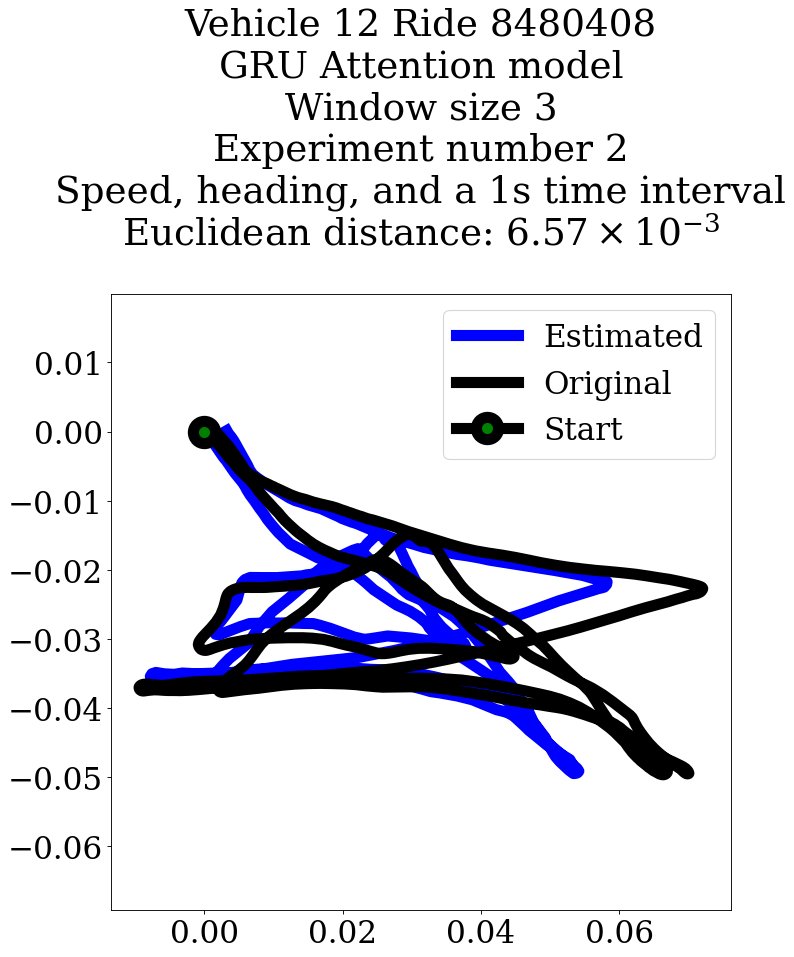 Vehicle 12 Ride 8480408
GRU Attention model
Window size 3
Experiment number 2
Speed, heading, and a 1s time interval
Euclidean distance: 6.57 × 10⁻³
Estimated
Original
Start
0.01
0.00
−0.01
−0.02
−0.03
−0.04
−0.05
−0.06
0.00 0.02 0.04 0.06